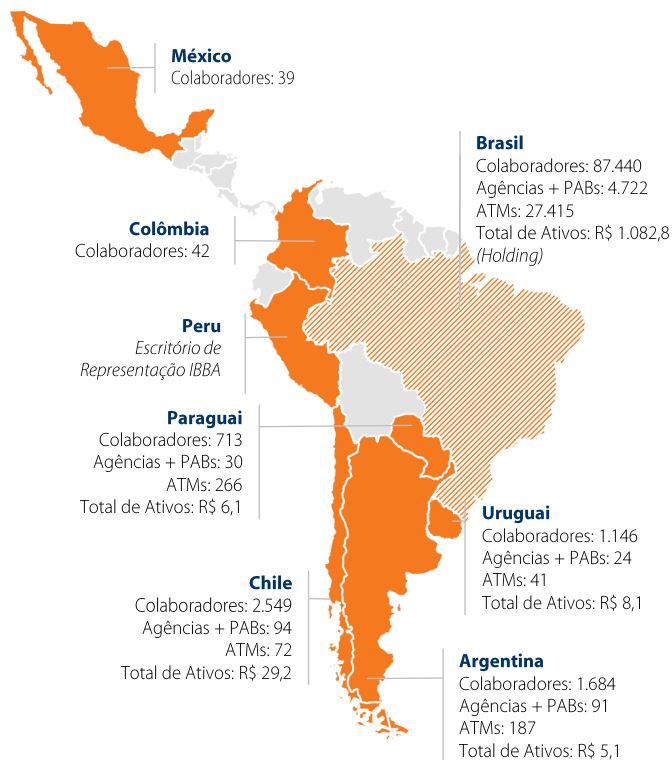 México
Colaboradores: 39
Brasil
Colaboradores: 87.440
Agências + PABs: 4.722
ATMs: 27.415
Total de Ativos: R$ 1.082,8
(Holding)
Colômbia
Colaboradores: 42
Peru
Escritório de
Representação IBBA
Paraguai
Colaboradores: 713
Agências + PABs: 30
ATMs: 266
Total de Ativos: R$ 6,1
Uruguai
Colaboradores: 1.146
Agências + PABs: 24
ATMs: 41
Total de Ativos: R$ 8,1
Chile
Colaboradores: 2.549
Agências + PABs: 94
ATMs: 72
Total de Ativos: R$ 29,2
Argentina
Colaboradores: 1.684
Agências + PABs: 91
ATMs: 187
Total de Ativos: R$ 5,1